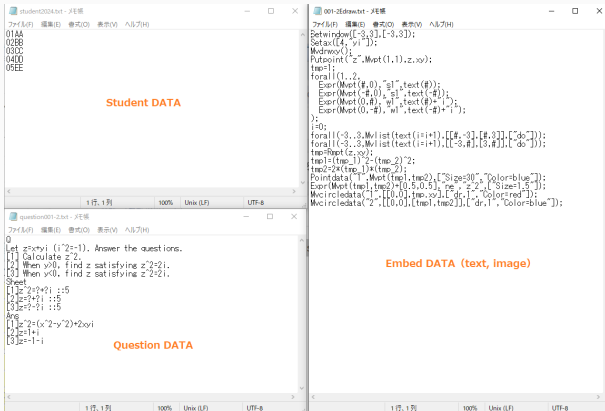 student2024.txt - メモ帳
ファイル(F) 編集(E) 書式(O) 表示(V) ヘルプ(H)
01AA
02BB
03CC
04DD
05EE
Student DATA
1 行、1 列 100% Unix (LF) UTF-8
question001-2.txt - メモ帳
ファイル(F) 編集(E) 書式(O) 表示(V) ヘルプ(H)
Q
Let z=x+yi (i^2=-1). Answer the questions.
[1] Calculate z^2.
[2] When y>0, find z satisfying z^2=2i.
[3] When y<0, find z satisfying z^2=2i.
Sheet
[1]z^2=?+?i ::5
[2]z=?+?i ::5
[3]z=?-?i ::5
Ans
[1]z^2=(x^2-y^2)+2xyi
[2]z=1+i
[3]z=-1-i
Question DATA
1 行、1 列 100% Unix (LF) UTF-8
001-2Edraw.txt - メモ帳
ファイル(F) 編集(E) 書式(O) 表示(V) ヘルプ(H)
Setwindow([-3,3],[-3,3]);
Setax([4,"yi"]);
Mvdrwxy();
Putpoint("z",Mvpt(1,1),z.xy);
tmp=1;
forall(1..2,
Expr(Mvpt(#,0),"s1",text(#));
Expr(Mvpt(-#,0),"s1",text(-#));
Expr(Mvpt(0,#),"w1",text(#)+"i");
Expr(Mvpt(0,-#),"w1",text(-#)+"i");
);
i=0;
forall(-3..3,Mvlist(text(i=i+1),[[#,-3],[#,3]],["do"]));
forall(-3..3,Mvlist(text(i=i+1),[[-3,#],[3,#]],["do"]));
tmp=Rmpt(z.xy);
tmp1=(tmp_1)^2-(tmp_2)^2;
tmp2=2*(tmp_1)*(tmp_2);
Pointdata("1",Mvpt(tmp1,tmp2),["Size=30","Color=blue"]);
Expr(Mvpt(tmp1,tmp2)+[0.5,0.5],"ne","z^2",["Size=1.5"]);
Mvcircledata("1",[[0,0],tmp.xy],["dr,1","Color=red"]);
Mvcircledata("2",[[0,0],[tmp1,tmp2]],["dr,1","Color=blue"]);
Embed DATA (text, image)
1 行、1 列 100% Unix (LF) UTF-8